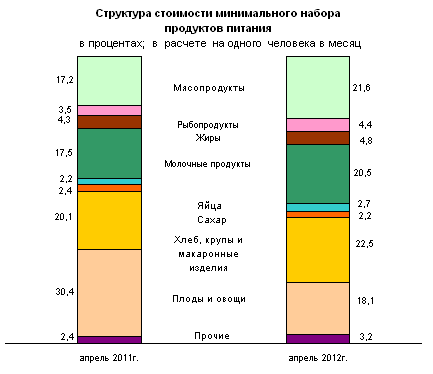 Структура стоимости минимального набора
продуктов питания
в процентах; в расчете на одного человека в месяц
17,2
Масопродукты
21,6
3,5
Рыбопродукты
4,4
4,3
Жиры
4,8
17,5
Молочные продукты
20,5
2,2
Яйца
2,7
2,4
Сахар
2,2
20,1
Хлеб, крупы и
макаронные
изделия
22,5
30,4
Плоды и овощи
18,1
2,4
Прочие
3,2
апрель 2011г.
апрель 2012г.